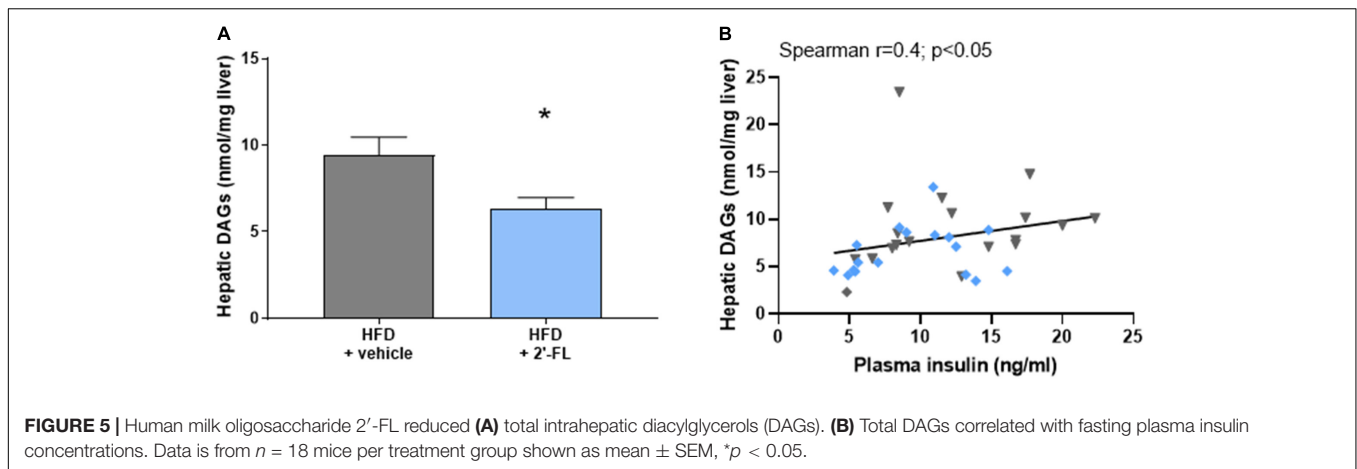 A
Hepatic DAGs (nmol/mg liver)
15
10
5
0
*
HFD
+ vehicle
HFD
+ 2'-FL
B
Spearman r=0.4; p<0.05
Hepatic DAGs (nmol/mg liver)
25
20
15
10
5
0
0 5 10 15 20 25
Plasma insulin (ng/ml)
FIGURE 5 | Human milk oligosaccharide 2′-FL reduced (A) total intrahepatic diacylglycerols (DAGs). (B) Total DAGs correlated with fasting plasma insulin
concentrations. Data is from n = 18 mice per treatment group shown as mean ± SEM, *p < 0.05.